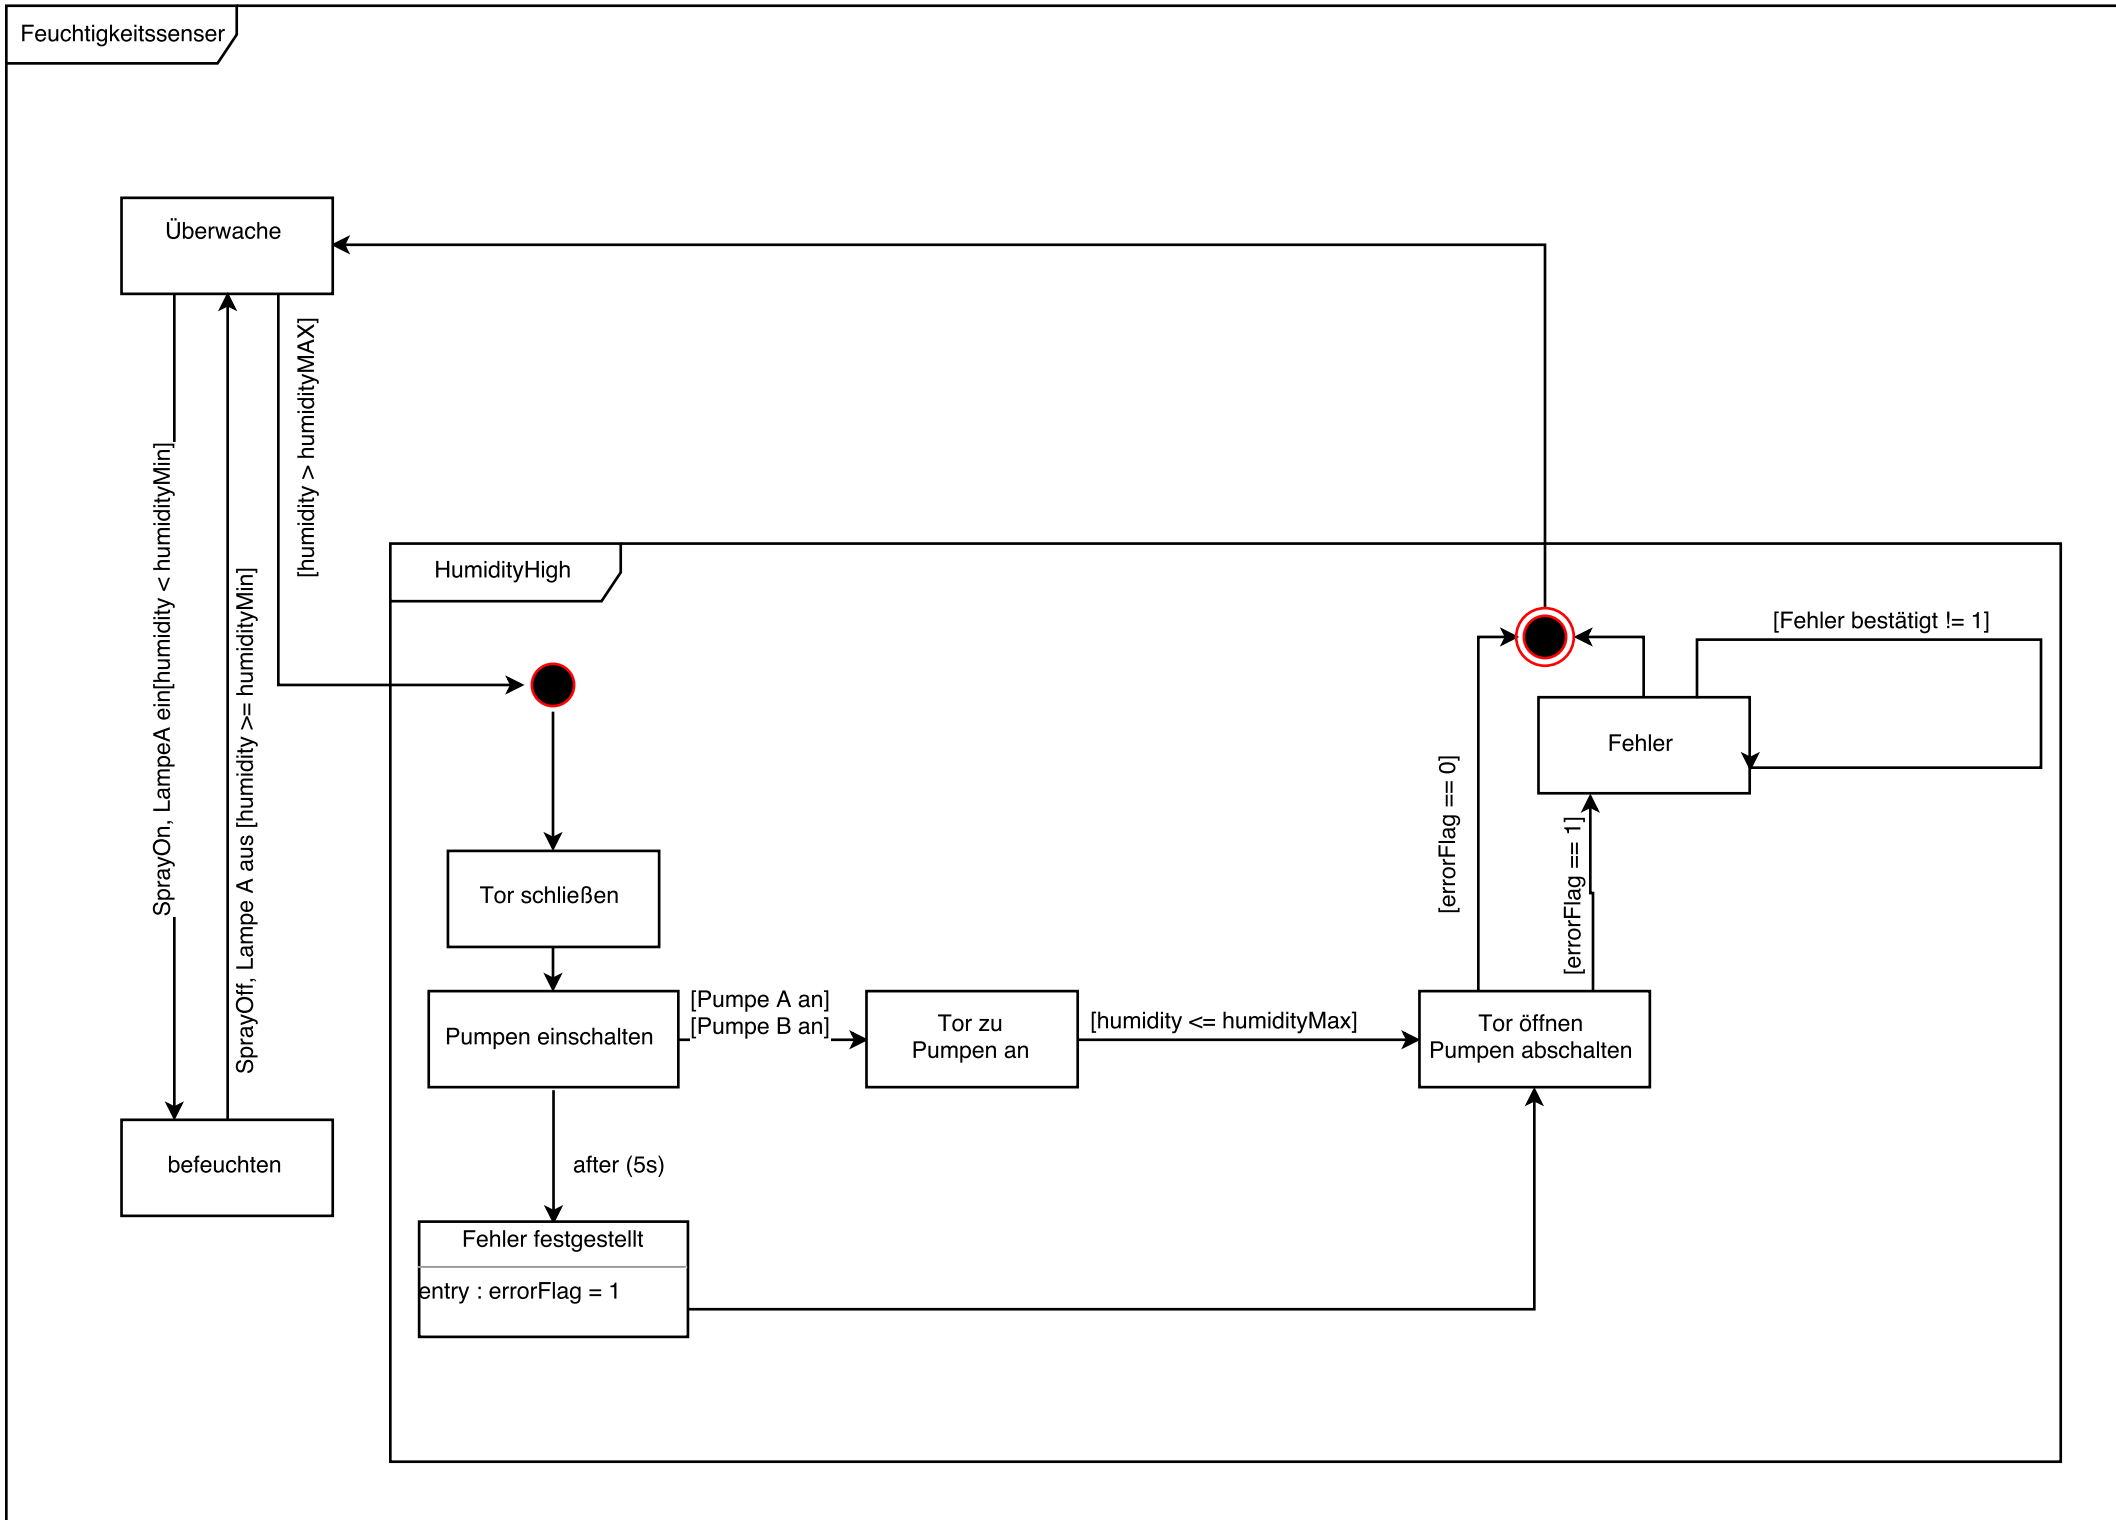 Feuchtigkeitssenser
Überwache
[humidity > humidityMAX]
SprayOn, LampeA ein[humidity < humidityMin]
SprayOff, Lampe A aus [humidity >= humidityMin]
HumidityHigh
[Fehler bestätigt != 1]
Fehler
[errorFlag == 0]
[errorFlag == 1]
Tor schließen
Pumpen einschalten
[Pumpe A an]
[Pumpe B an]
Tor zu
Pumpen an
[humidity <= humidityMax]
Tor öffnen
Pumpen abschalten
befeuchten
after (5s)
Fehler festgestellt
entry : errorFlag = 1